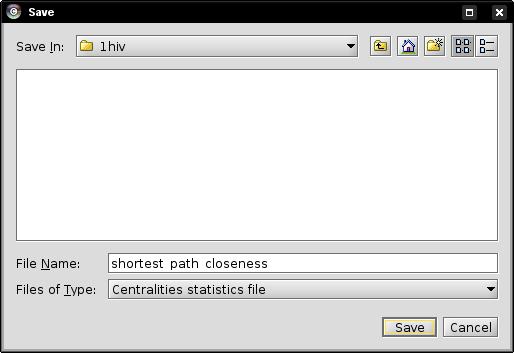 Save
Save In: 1hiv
File Name: shortest path closeness
Files of Type: Centralities statistics file
Save Cancel